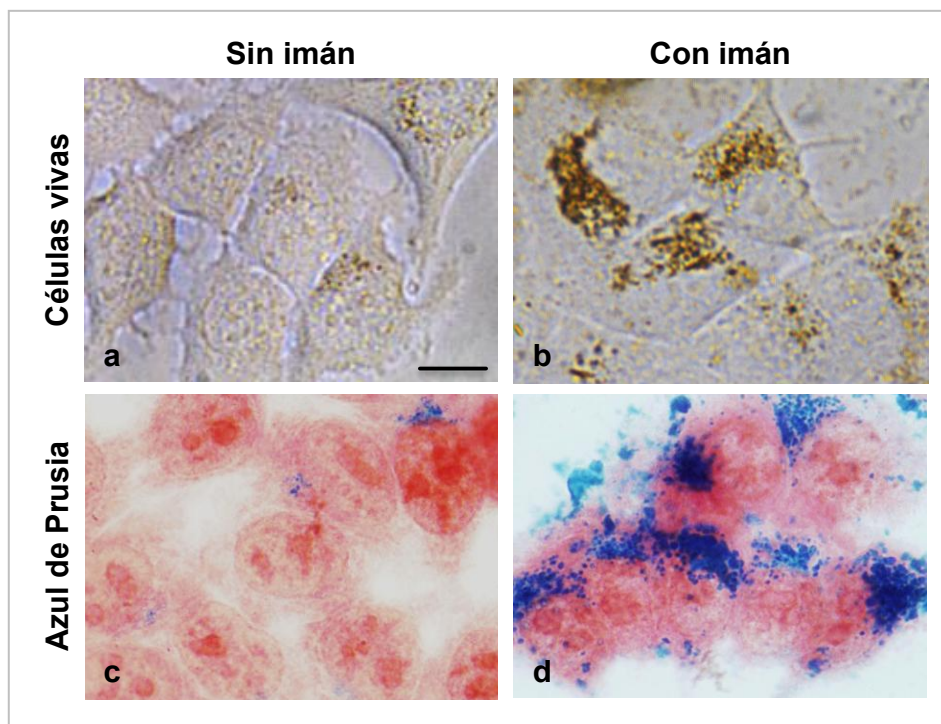 Sin imán
Con imán
Células vivas
a
b
Azul de Prusia
c
d